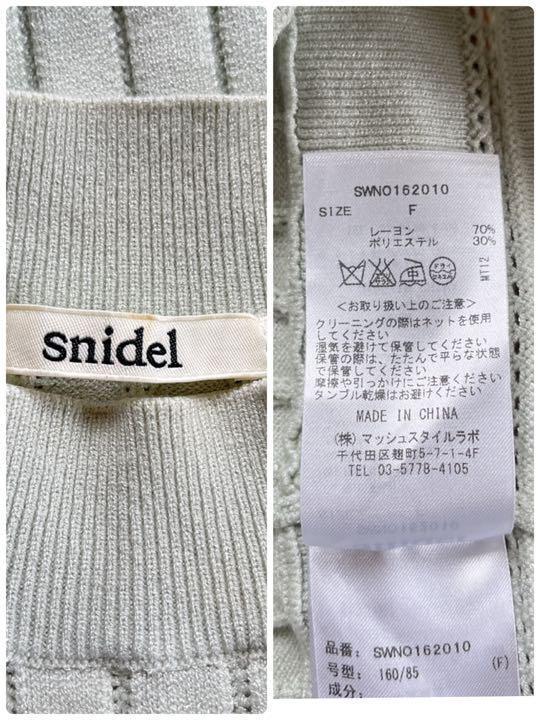 snidel
SWNO162010
SIZE F
レーヨン 70%
ポリエステル 30%
MT12
<お取り扱い上のご注意>
クリーニングの際はネットを使用
してください
湿気を避けて保管してください
保管の際は、たたんで平らな状態
で保管してください
摩擦や引っかけにご注意ください
タンブル乾燥はお避けください
MADE IN CHINA
(株) マッシュスタイルラボ
千代田区麹町5-7-1-4F
TEL 03-5778-4105
品番: SWNO162010
号型: 160/85 (F)
成分: